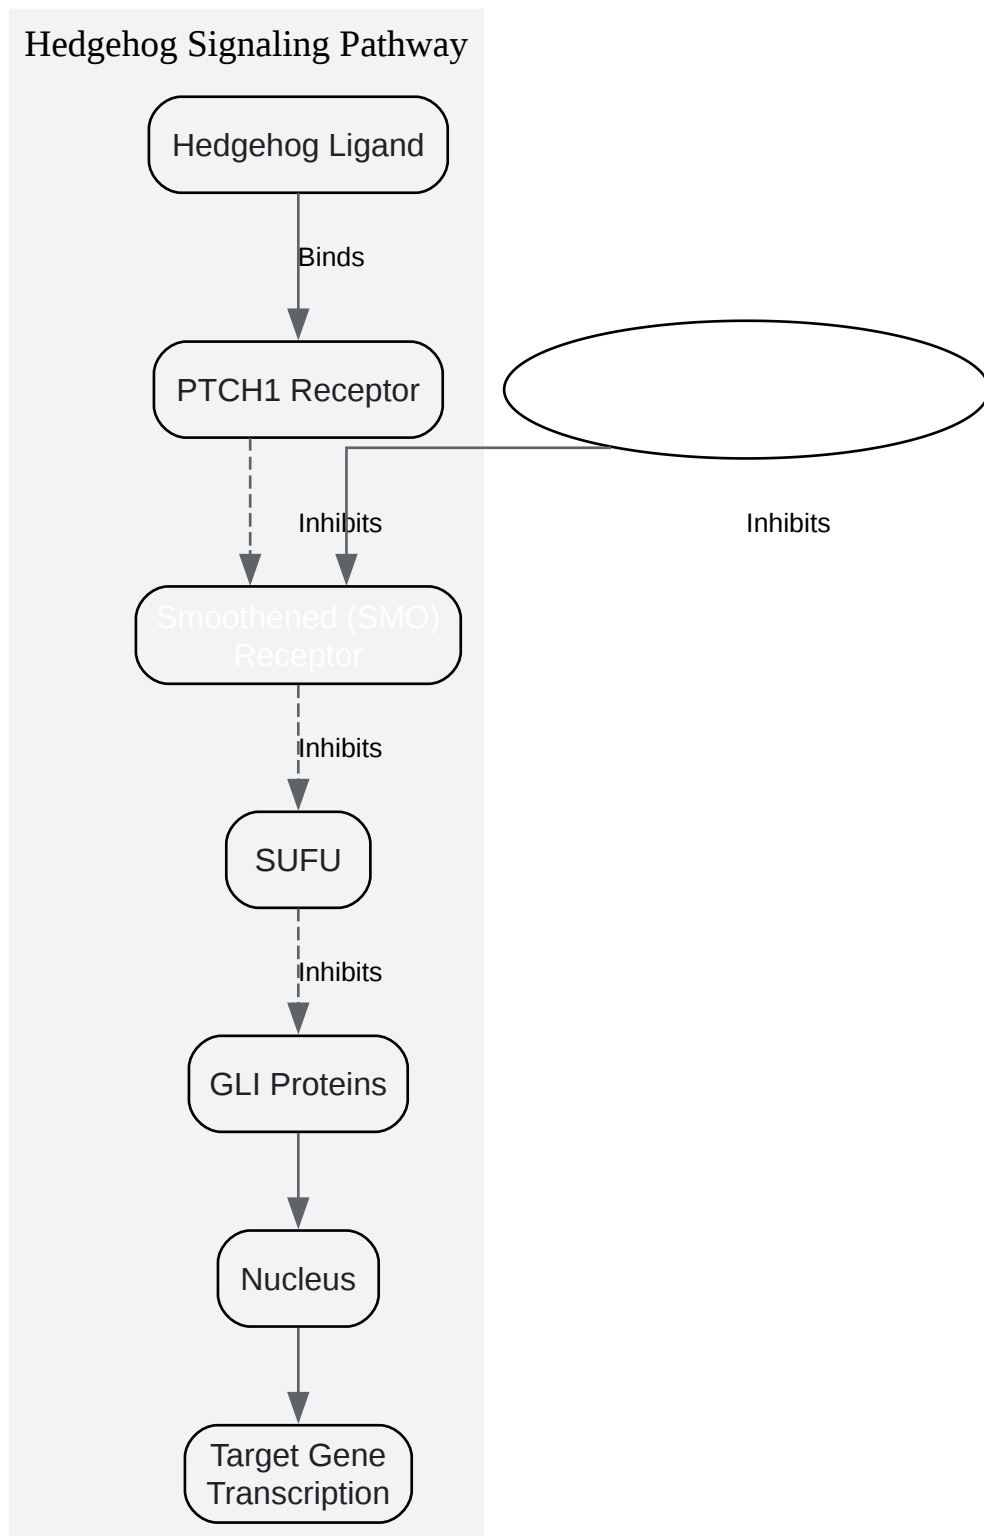 Hedgehog Signaling Pathway
Hedgehog Ligand
Binds
PTCH1 Receptor
Inhibits
Inhibits
Smoothened (SMO)
Receptor
Inhibits
SUFU
Inhibits
GLI Proteins
Nucleus
Target Gene
Transcription